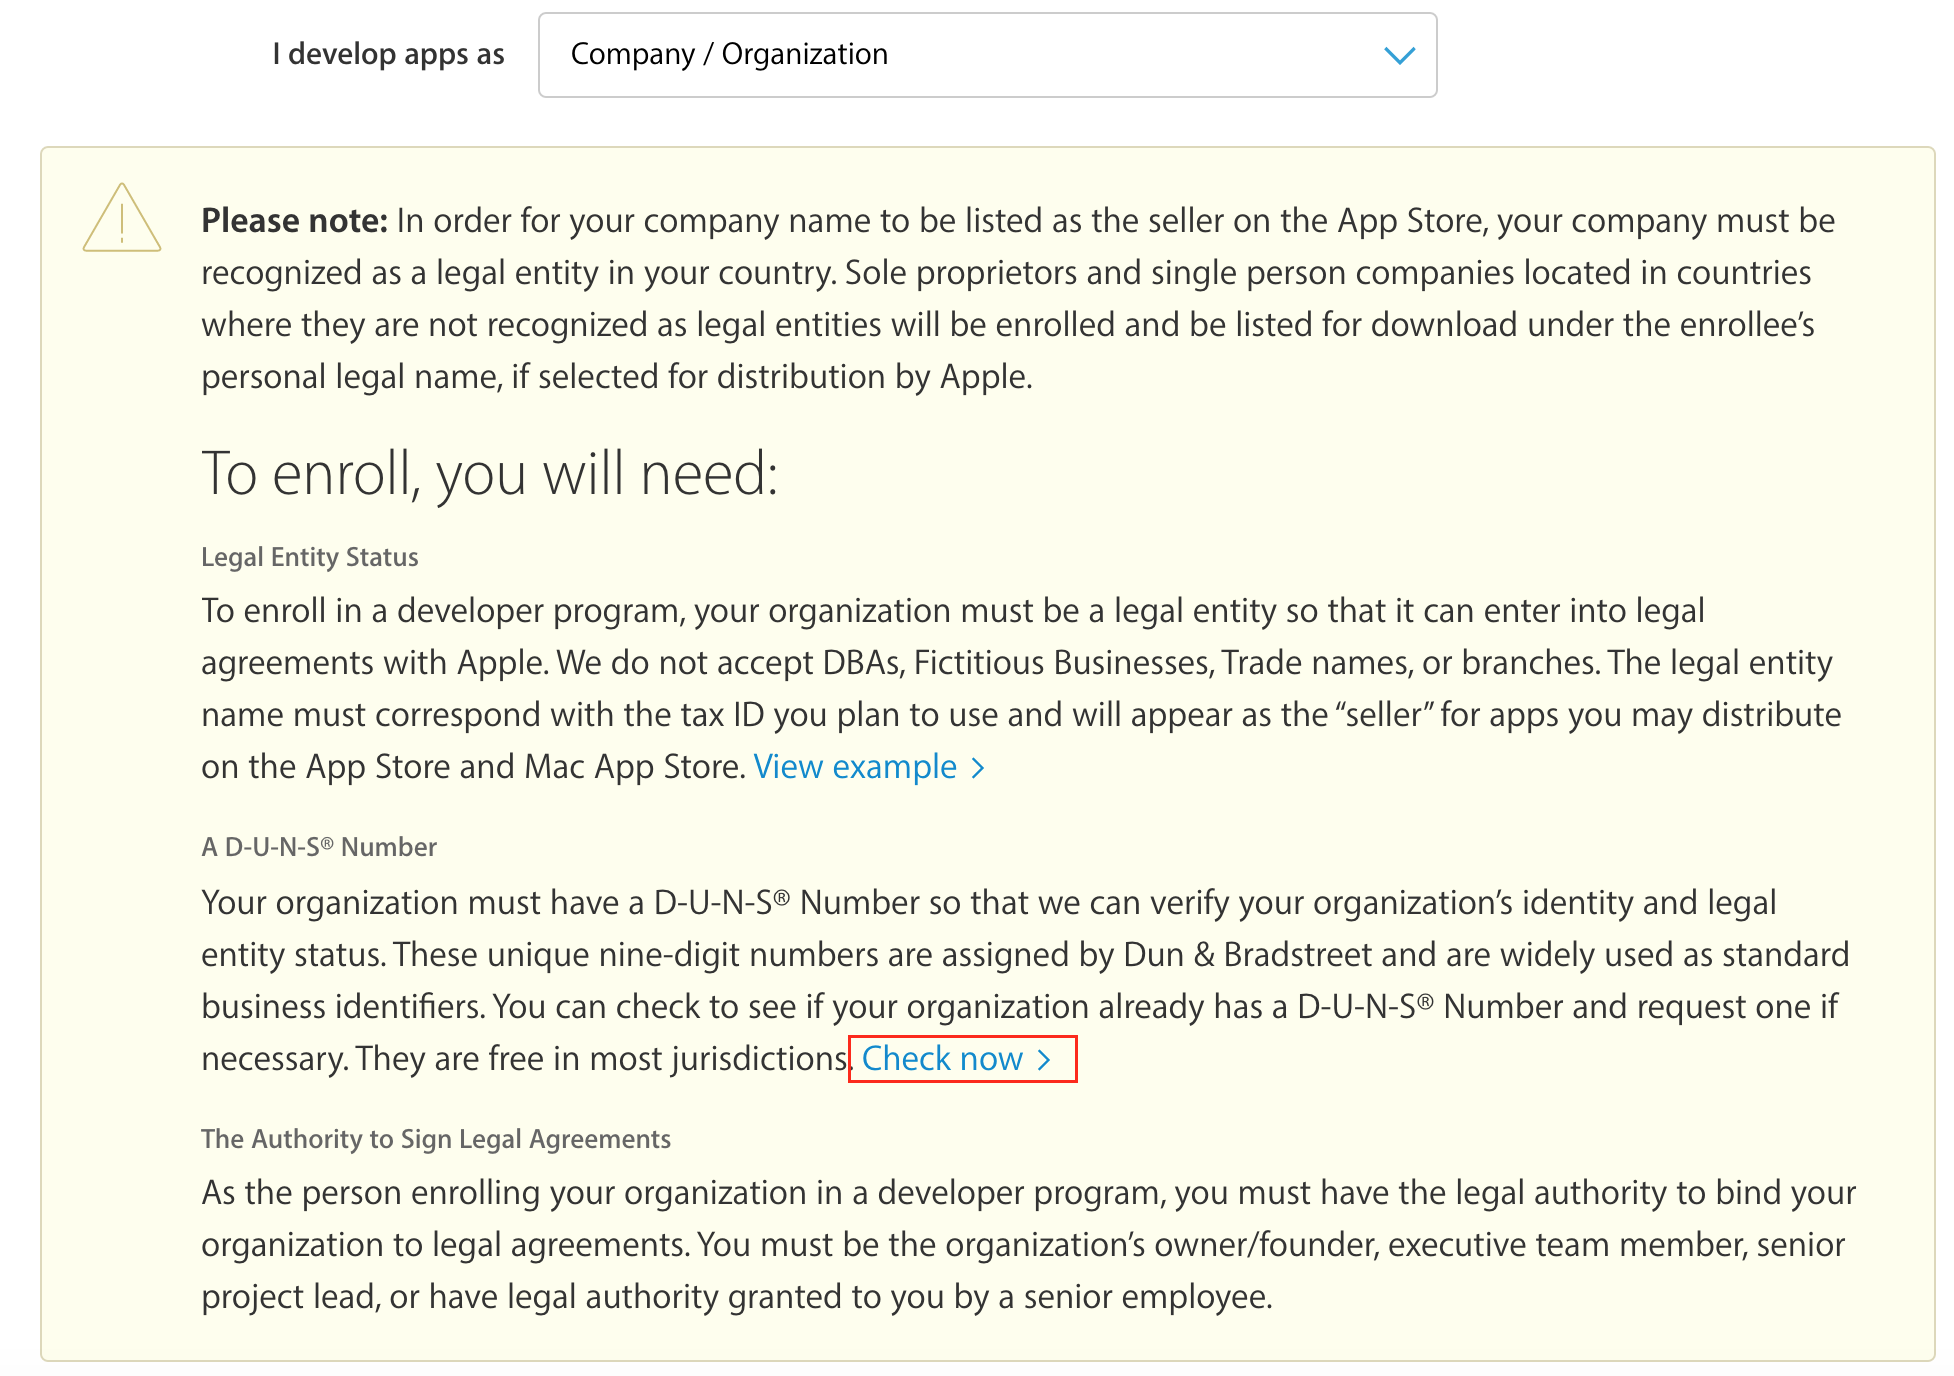 I develop apps as
Company / Organization
Please note: In order for your company name to be listed as the seller on the App Store, your company must be
recognized as a legal entity in your country. Sole proprietors and single person companies located in countries
where they are not recognized as legal entities will be enrolled and be listed for download under the enrollee’s
personal legal name, if selected for distribution by Apple.
To enroll, you will need:
Legal Entity Status
To enroll in a developer program, your organization must be a legal entity so that it can enter into legal
agreements with Apple. We do not accept DBAs, Fictitious Businesses, Trade names, or branches. The legal entity
name must correspond with the tax ID you plan to use and will appear as the “seller” for apps you may distribute
on the App Store and Mac App Store. View example >
A D-U-N-S® Number
Your organization must have a D-U-N-S® Number so that we can verify your organization’s identity and legal
entity status. These unique nine-digit numbers are assigned by Dun & Bradstreet and are widely used as standard
business identifiers. You can check to see if your organization already has a D-U-N-S® Number and request one if
necessary. They are free in most jurisdictions. Check now >
The Authority to Sign Legal Agreements
As the person enrolling your organization in a developer program, you must have the legal authority to bind your
organization to legal agreements. You must be the organization’s owner/founder, executive team member, senior
project lead, or have legal authority granted to you by a senior employee.